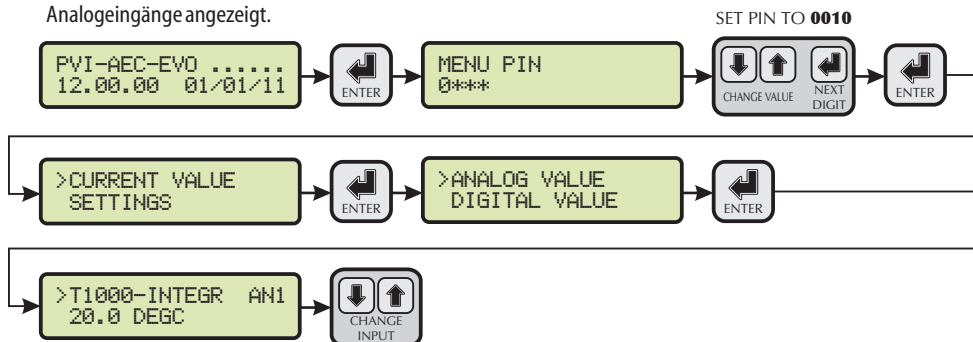 Analogeingänge angezeigt.
SET PIN TO 0010
PVI-AEC-EVO ......
12.00.00 01/01/11
ENTER
MENU PIN
0***
CHANGE VALUE
NEXT
DIGIT
ENTER
>CURRENT VALUE
SETTINGS
ENTER
>ANALOG VALUE
DIGITAL VALUE
ENTER
>T1000-INTEGR AN1
20.0 DEGC
CHANGE
INPUT